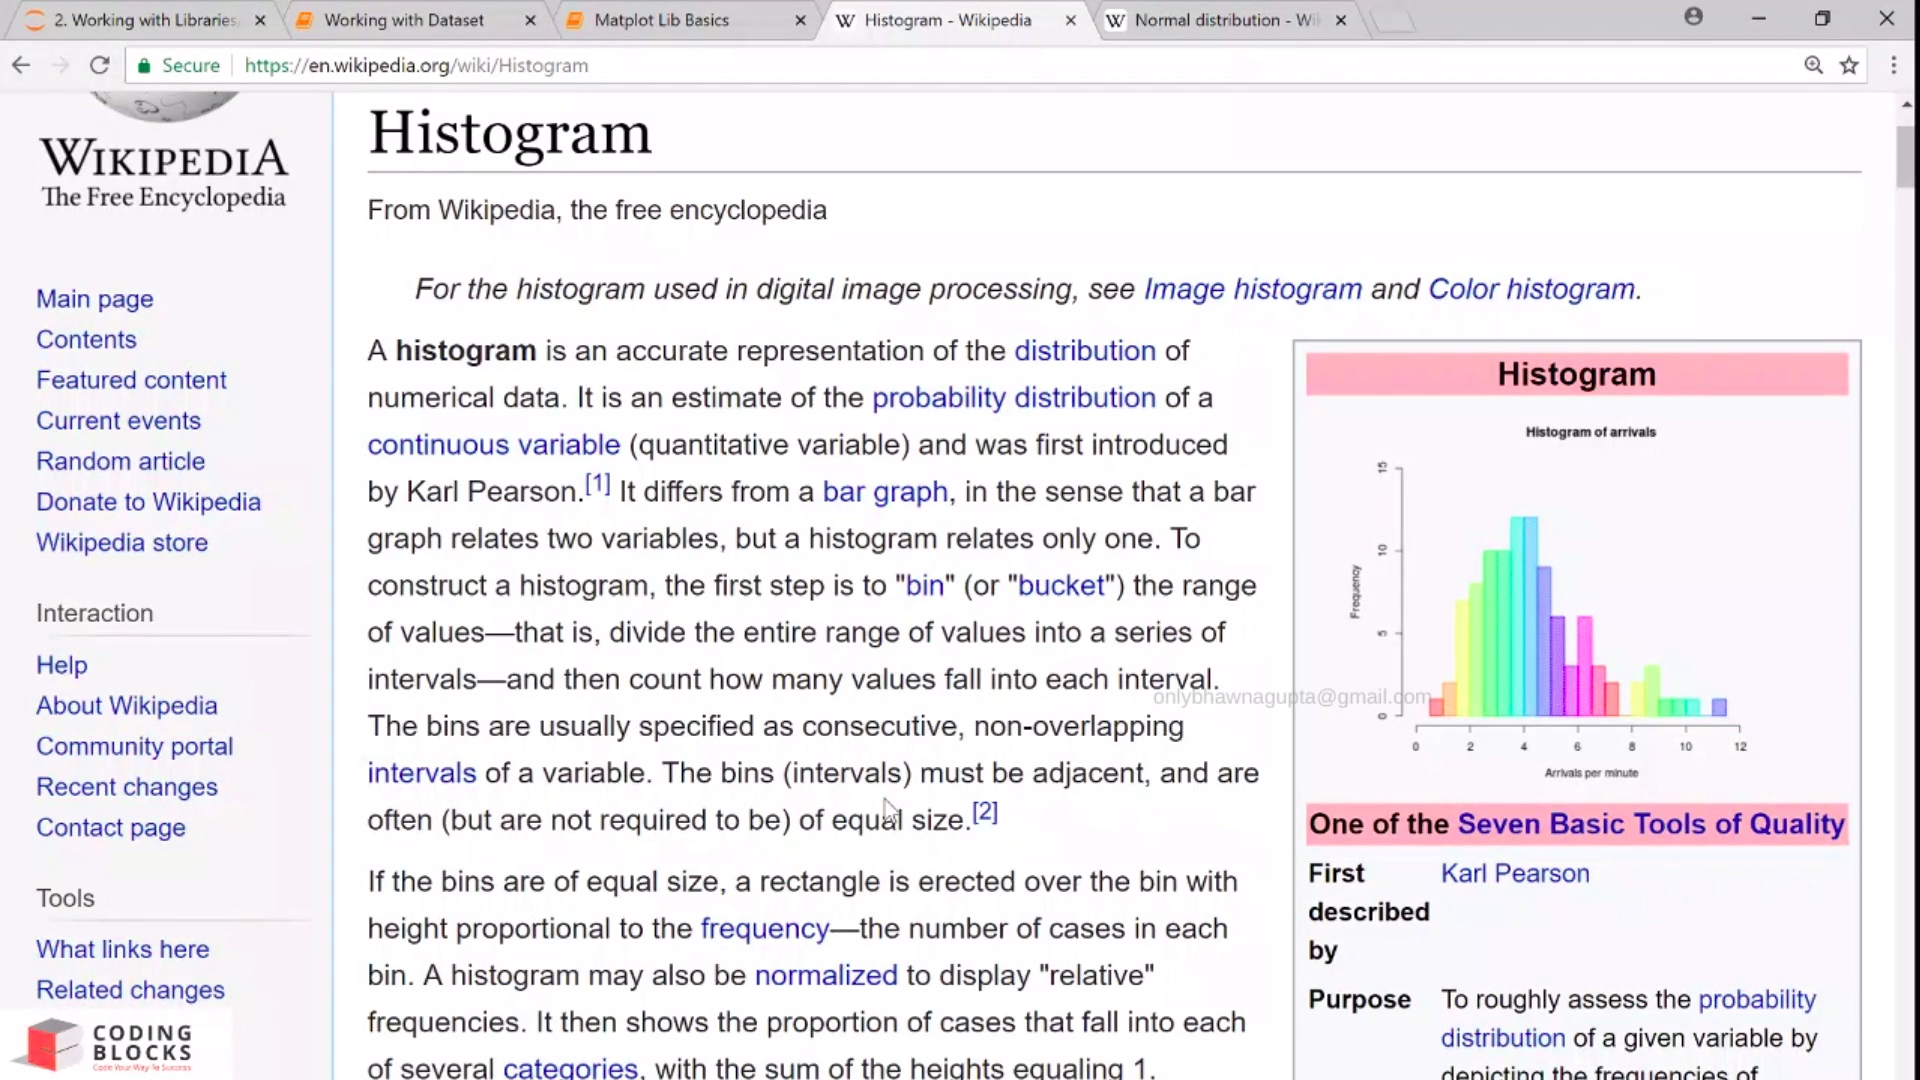 2. Working with Libraries,
Working with Dataset
Matplot Lib Basics
Histogram - Wikipedia
Normal distribution - Wi
Secure
https://en.wikipedia.org/wiki/Histogram
WIKIPEDIA
The Free Encyclopedia
Main page
Contents
Featured content
Current events
Random article
Donate to Wikipedia
Wikipedia store
Interaction
Help
About Wikipedia
Community portal
Recent changes
Contact page
Tools
What links here
Related changes
CODING
BLOCKS
Code Your Way To Success
Histogram
From Wikipedia, the free encyclopedia
For the histogram used in digital image processing, see Image histogram and Color histogram.
A histogram is an accurate representation of the distribution of
numerical data. It is an estimate of the probability distribution of a
continuous variable (quantitative variable) and was first introduced
by Karl Pearson.[1] It differs from a bar graph, in the sense that a bar
graph relates two variables, but a histogram relates only one. To
construct a histogram, the first step is to "bin" (or "bucket") the range
of values—that is, divide the entire range of values into a series of
intervals—and then count how many values fall into each interval.
The bins are usually specified as consecutive, non-overlapping
intervals of a variable. The bins (intervals) must be adjacent, and are
often (but are not required to be) of equal size.[2]
If the bins are of equal size, a rectangle is erected over the bin with
height proportional to the frequency—the number of cases in each
bin. A histogram may also be normalized to display "relative"
frequencies. It then shows the proportion of cases that fall into each
of several categories, with the sum of the heights equaling 1.
onlybhawnagupta@gmail.com
Histogram
Histogram of arrivals
15
10
5
0
Frequency
0 2 4 6 8 10 12
Arrivals per minute
One of the Seven Basic Tools of Quality
First described by
Karl Pearson
Purpose
To roughly assess the probability
distribution of a given variable by
depicting the frequencies of